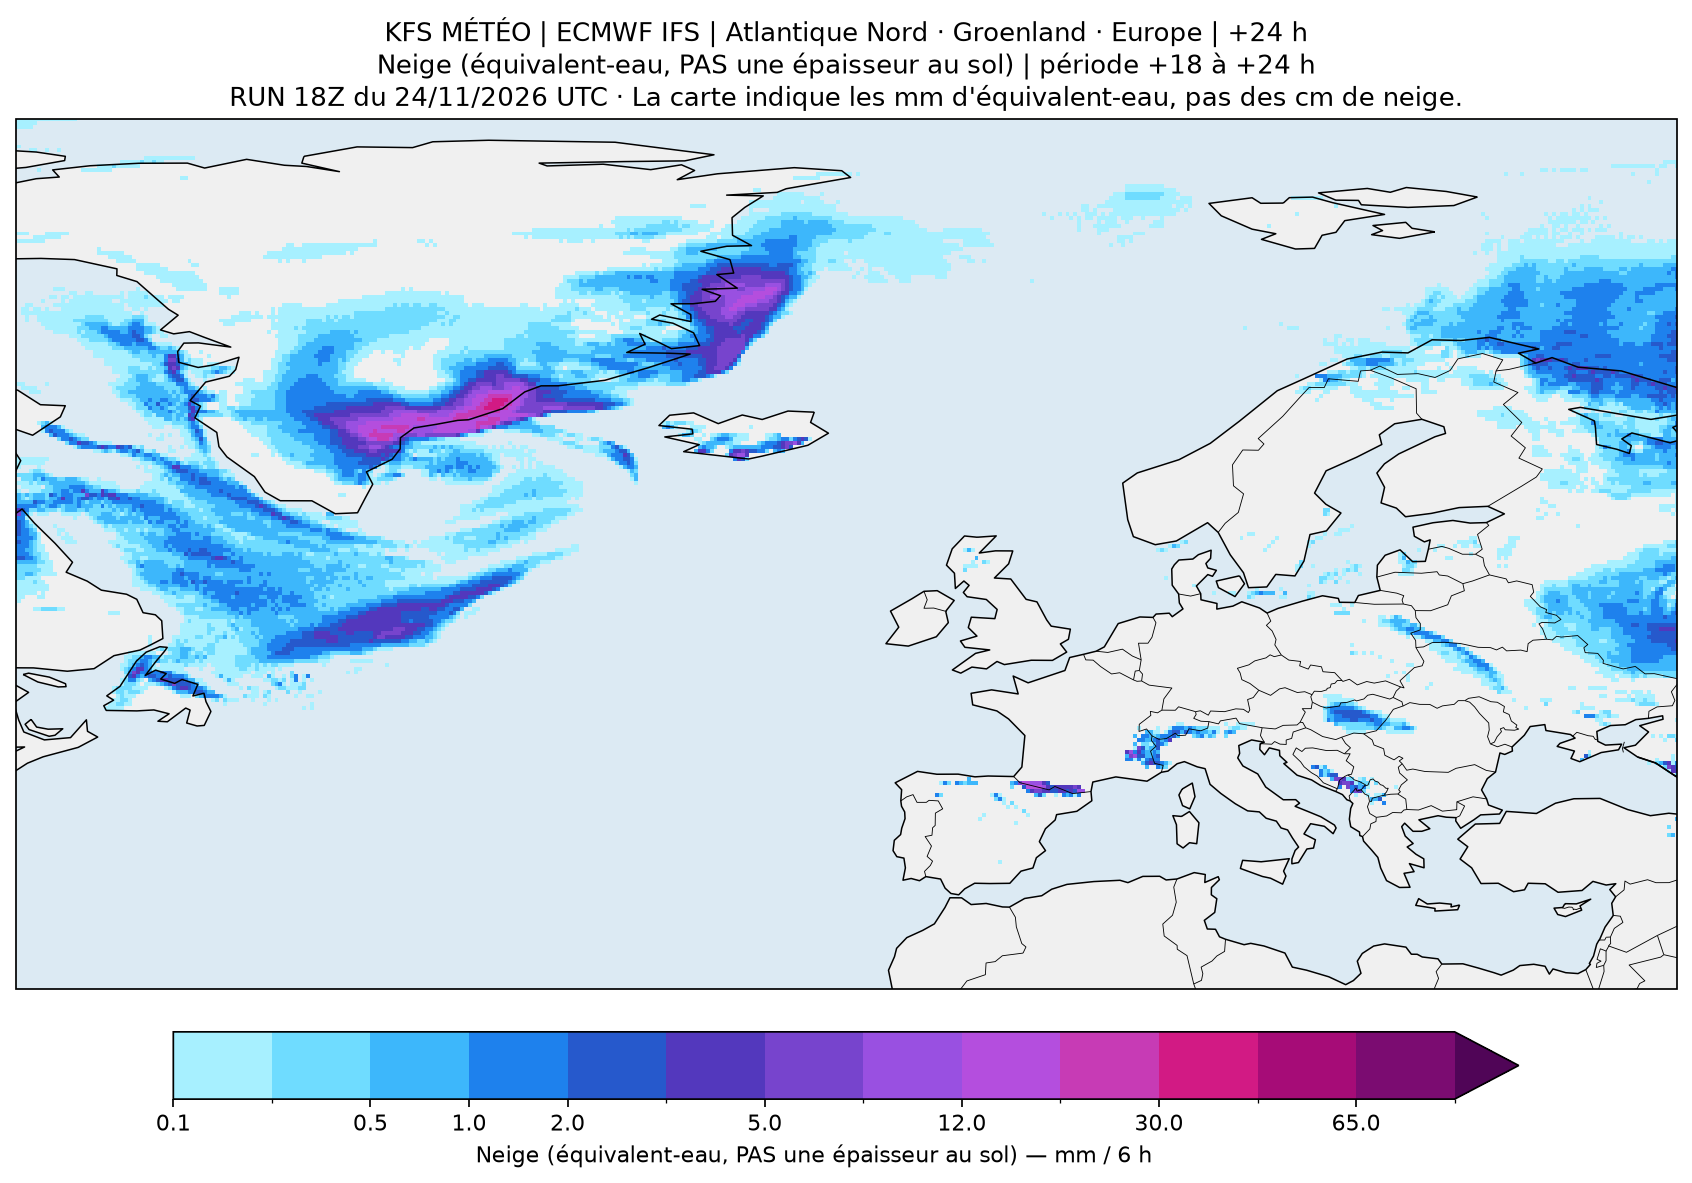 KFS MÉTÉO | ECMWF IFS | Atlantique Nord · Groenland · Europe | +24 h
Neige (équivalent-eau, PAS une épaisseur au sol) | période +18 à +24 h
RUN 18Z du 24/11/2026 UTC · La carte indique les mm d'équivalent-eau, pas des cm de neige.
0.1 0.5 1.0 2.0 5.0 12.0 30.0 65.0
Neige (équivalent-eau, PAS une épaisseur au sol) — mm / 6 h